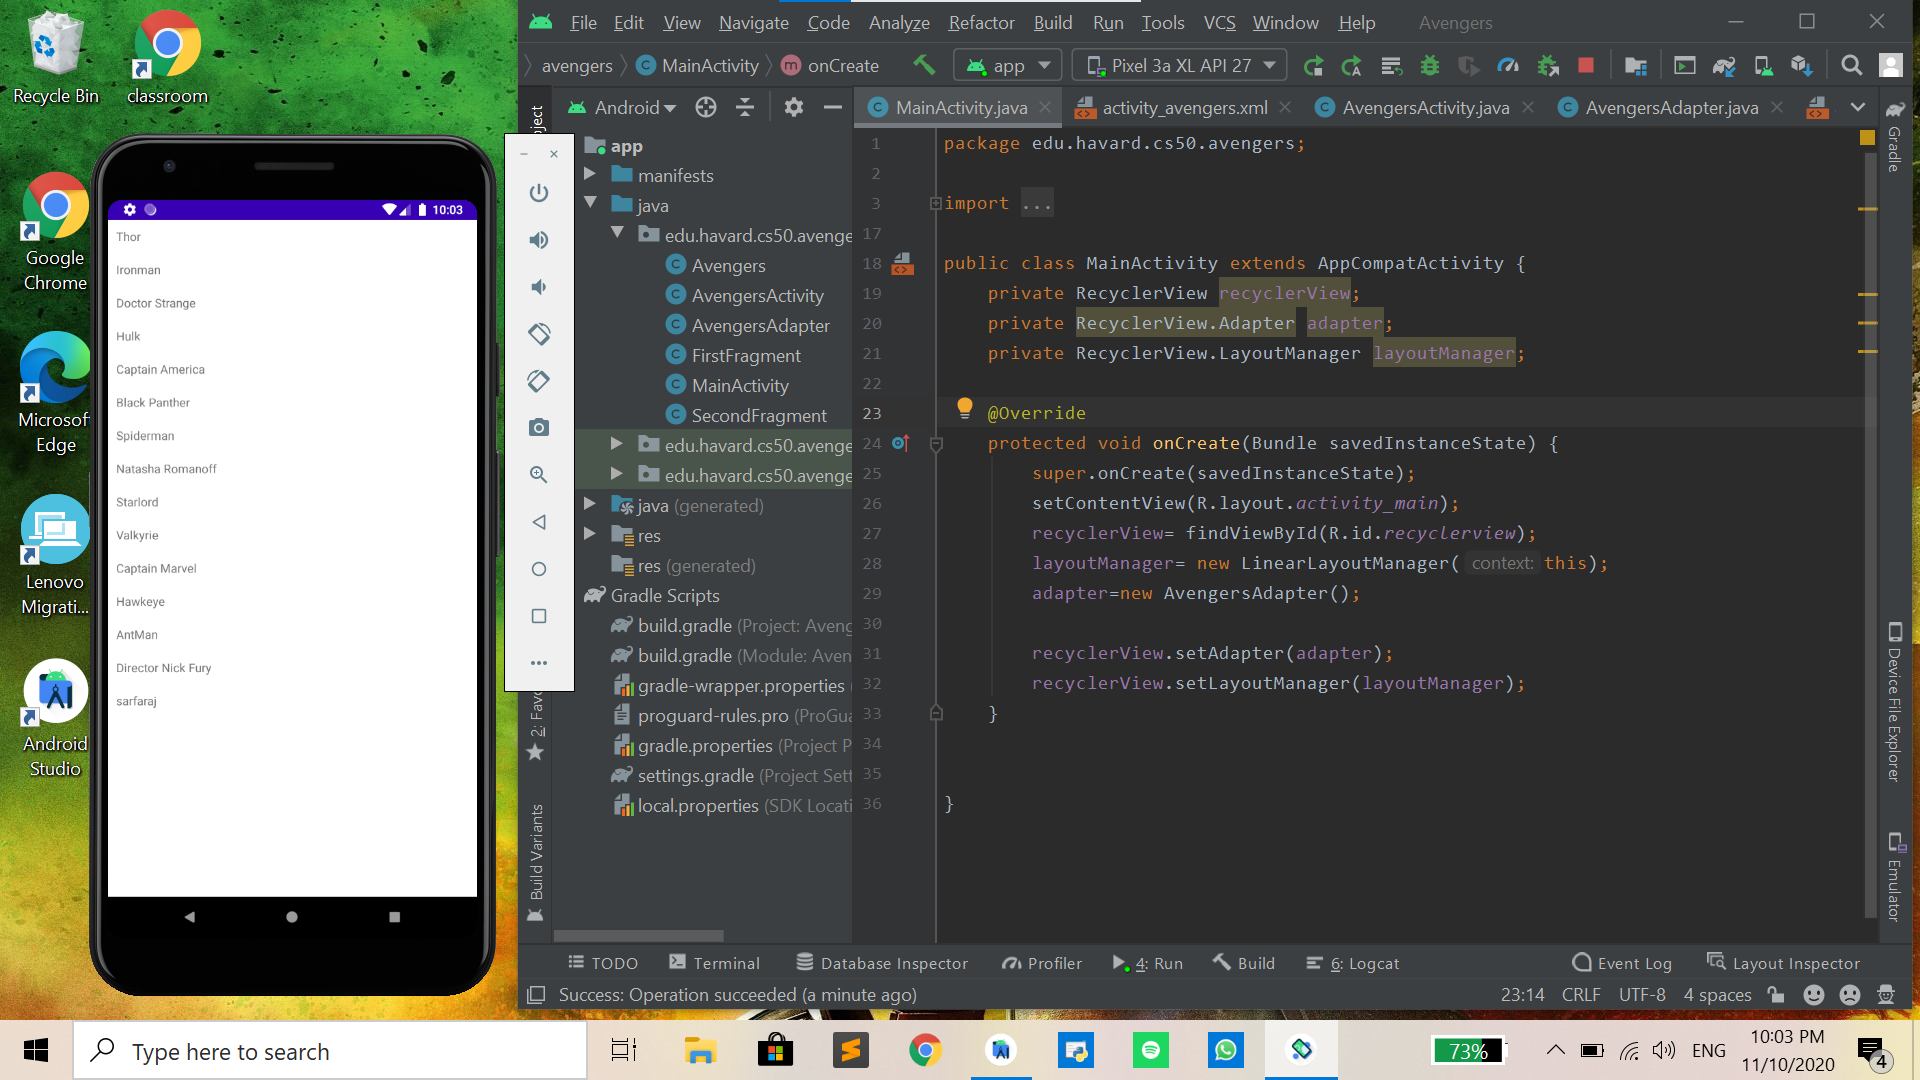 Recycle Bin
classroom
Google
Chrome
Microsof
Edge
Lenovo
Migrati...
Android
Studio
10:03
Thor
Ironman
Doctor Strange
Hulk
Captain America
Black Panther
Spiderman
Natasha Romanoff
Starlord
Valkyrie
Captain Marvel
Hawkeye
AntMan
Director Nick Fury
sarfaraj
File Edit View Navigate Code Analyze Refactor Build Run Tools VCS Window Help Avengers
avengers MainActivity onCreate app Pixel 3a XL API 27
Android
MainActivity.java activity_avengers.xml AvengersActivity.java AvengersAdapter.java
app
manifests
java
edu.havard.cs50.avenge
Avengers
AvengersActivity
AvengersAdapter
FirstFragment
MainActivity
SecondFragment
edu.havard.cs50.avenge
edu.havard.cs50.avenge
java (generated)
res
res (generated)
Gradle Scripts
build.gradle (Project: Aveng
build.gradle (Module: Aven
gradle-wrapper.properties (
proguard-rules.pro (ProGua
gradle.properties (Project P
settings.gradle (Project Sett
local.properties (SDK Locati
2: Favo
Build Variants
1 package edu.havard.cs50.avengers;
2
3 import ...
17
18 public class MainActivity extends AppCompatActivity {
19 private RecyclerView recyclerView;
20 private RecyclerView.Adapter adapter;
21 private RecyclerView.LayoutManager layoutManager;
22
23 @Override
24 protected void onCreate(Bundle savedInstanceState) {
25 super.onCreate(savedInstanceState);
26 setContentView(R.layout.activity_main);
27 recyclerView= findViewById(R.id.recyclerview);
28 layoutManager= new LinearLayoutManager( context: this);
29 adapter=new AvengersAdapter();
30
31 recyclerView.setAdapter(adapter);
32 recyclerView.setLayoutManager(layoutManager);
33 }
34
35
36 }
Gradle
Device File Explorer
Emulator
TODO Terminal Database Inspector Profiler 4: Run Build 6: Logcat Event Log Layout Inspector
Success: Operation succeeded (a minute ago) 23:14 CRLF UTF-8 4 spaces
Type here to search
73%
ENG
10:03 PM
11/10/2020
4